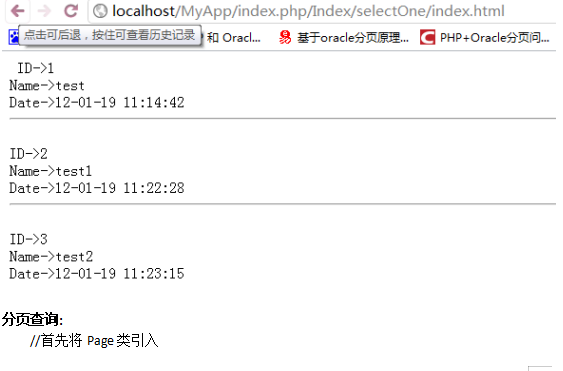 localhost/MyApp/index.php/Index/selectOne/index.html
点击可后退，按住可查看历史记录
和 Oracl...
基于oracle分页原理...
PHP+Oracle分页问...
ID->1
Name->test
Date->12-01-19 11:14:42
ID->2
Name->test1
Date->12-01-19 11:22:28
ID->3
Name->test2
Date->12-01-19 11:23:15
分页查询:
//首先将 Page 类引入